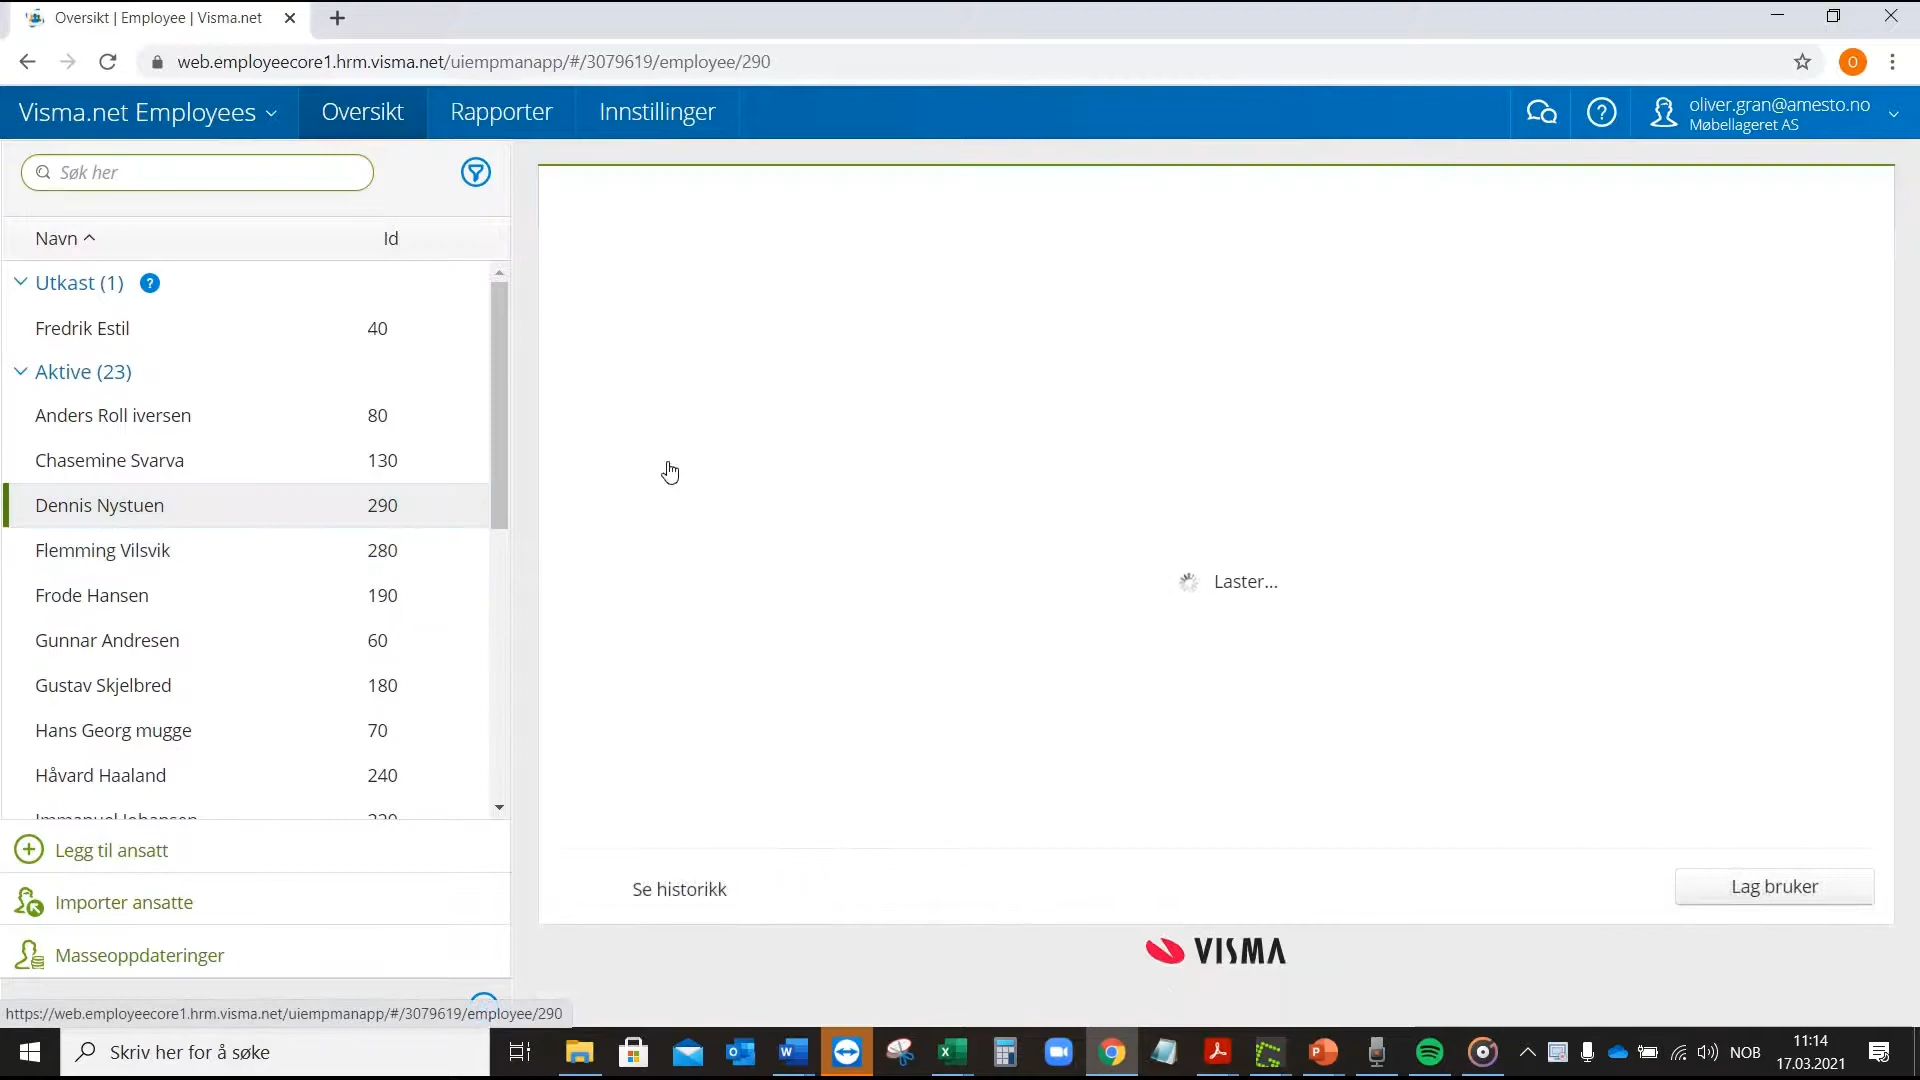 Oversikt | Employee | Visma.net
web.employeecore1.hrm.visma.net/uiempmanapp/#/3079619/employee/290
O
Visma.net Employees
Oversikt
Rapporter
Innstillinger
oliver.gran@amesto.no
Møbellageret AS
Søk her
Navn
Id
Utkast (1)
Fredrik Estil 40
Aktive (23)
Anders Roll iversen 80
Chasemine Svarva 130
Dennis Nystuen 290
Flemming Vilsvik 280
Frode Hansen 190
Gunnar Andresen 60
Gustav Skjelbred 180
Hans Georg mugge 70
Håvard Haaland 240
Legg til ansatt
Importer ansatte
Masseoppdateringer
Laster...
Se historikk
Lag bruker
VISMA
https://web.employeecore1.hrm.visma.net/uiempmanapp/#/3079619/employee/290
Skriv her for å søke
NOB
11:14
17.03.2021